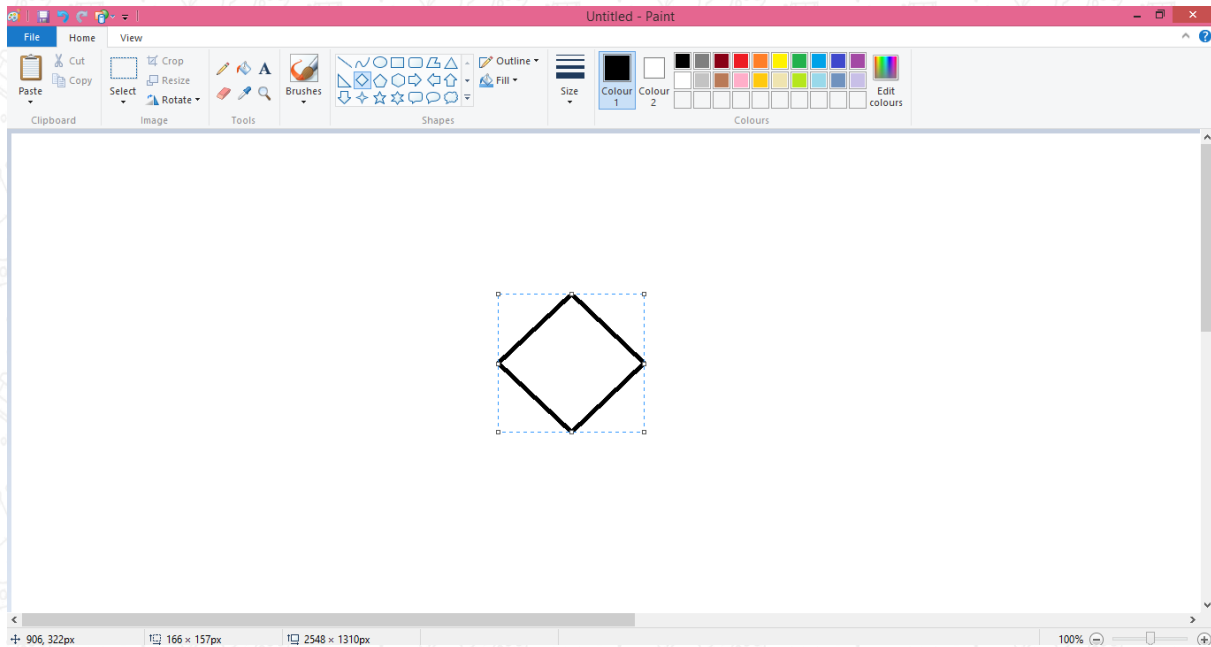 Untitled - Paint
File Home View
Paste
Cut
Copy
Clipboard
Select
Crop
Resize
Rotate
Image
A
Tools
Brushes
Shapes
Outline
Fill
Size
Colour 1
Colour 2
Edit colours
Colours
906, 322px 166 × 157px 2548 × 1310px 100%